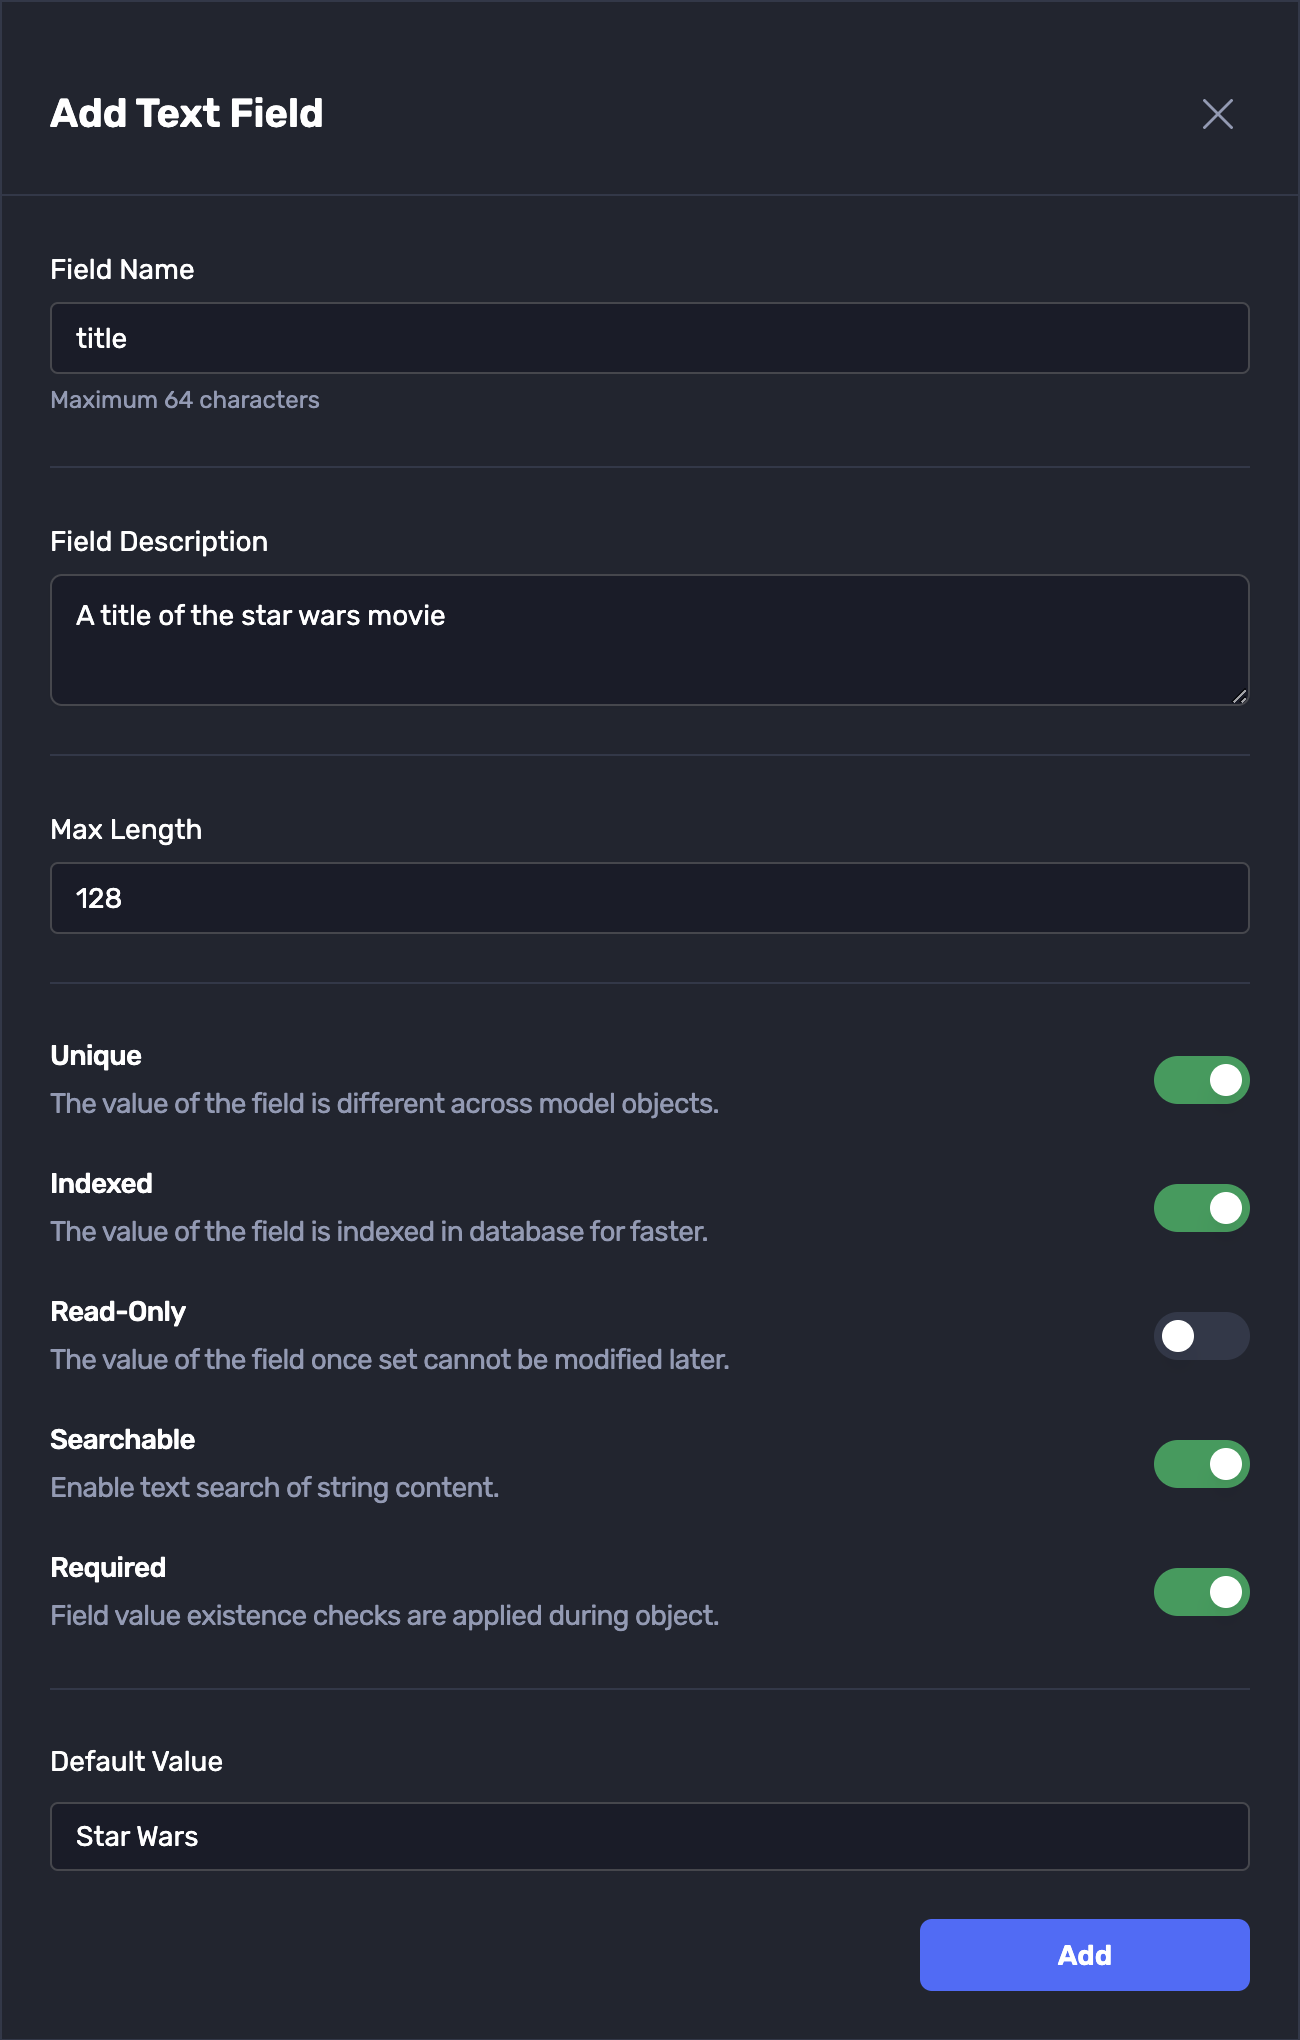 Add Text Field
Field Name
title
Maximum 64 characters
Field Description
A title of the star wars movie
Max Length
128
Unique
The value of the field is different across model objects.
Indexed
The value of the field is indexed in database for faster.
Read-Only
The value of the field once set cannot be modified later.
Searchable
Enable text search of string content.
Required
Field value existence checks are applied during object.
Default Value
Star Wars
Add